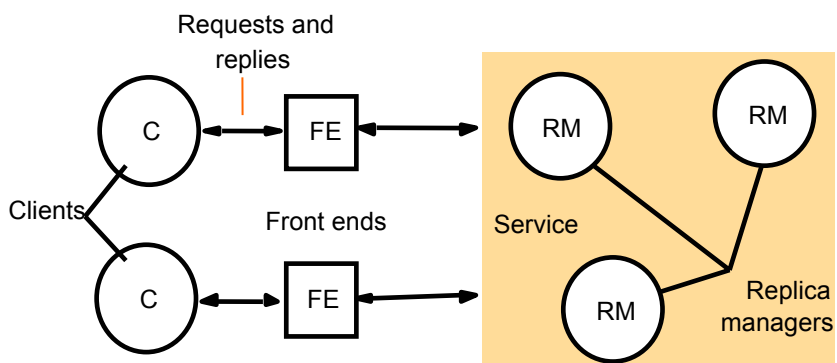 Requests and
replies
C
FE
RM
RM
Clients
Front ends
Service
C
FE
RM
Replica
managers